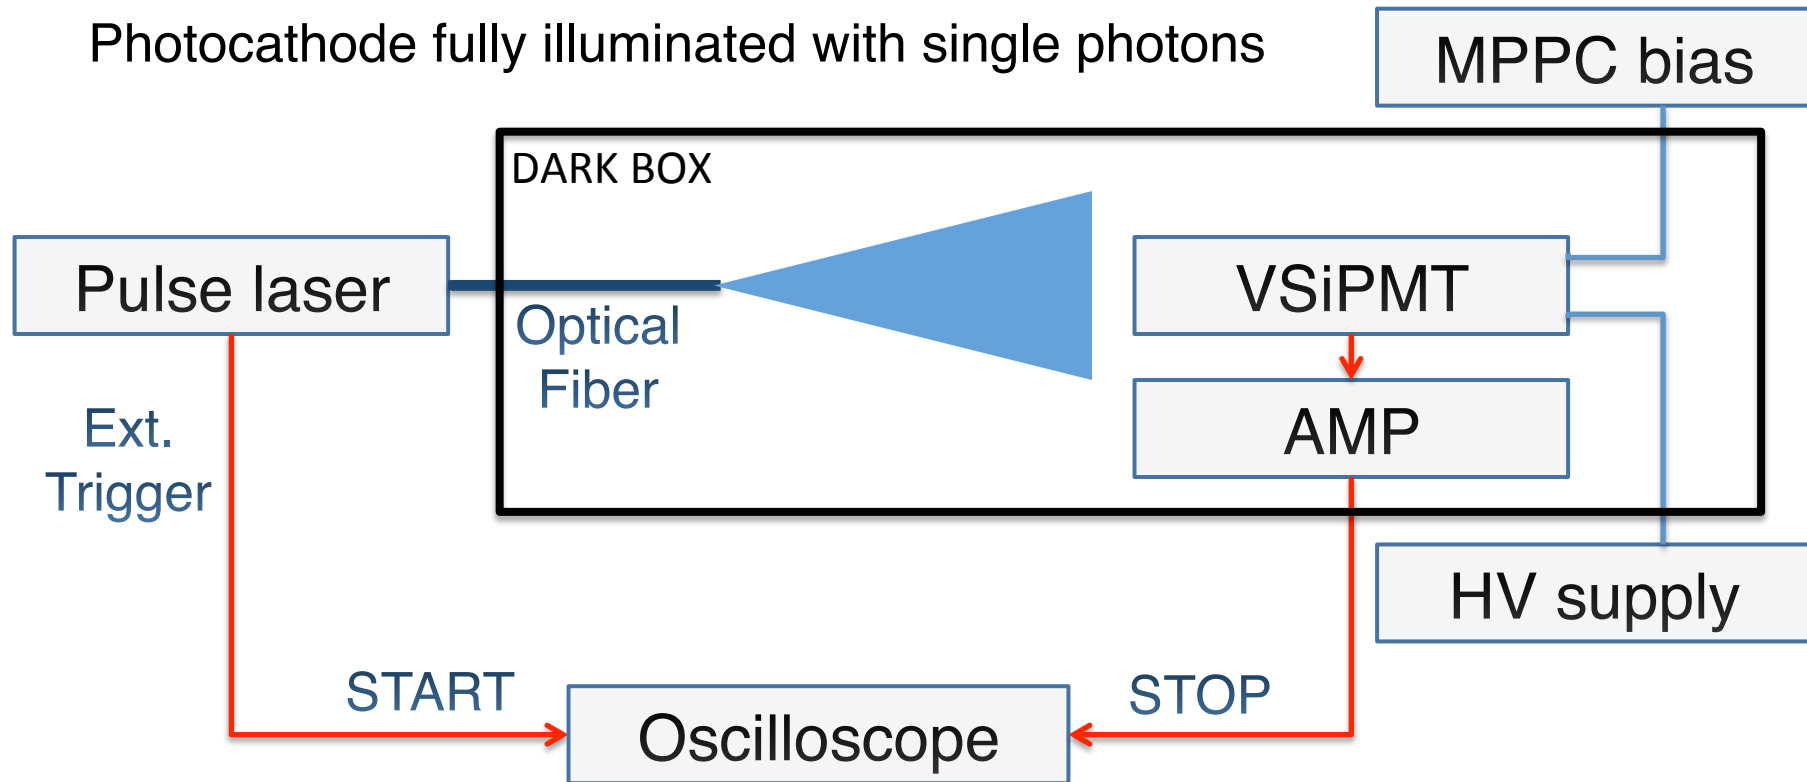 Photocathode fully illuminated with single photons
MPPC bias
DARK BOX
Pulse laser
Optical
Fiber
VSiPMT
AMP
Ext.
Trigger
HV supply
START
STOP
Oscilloscope